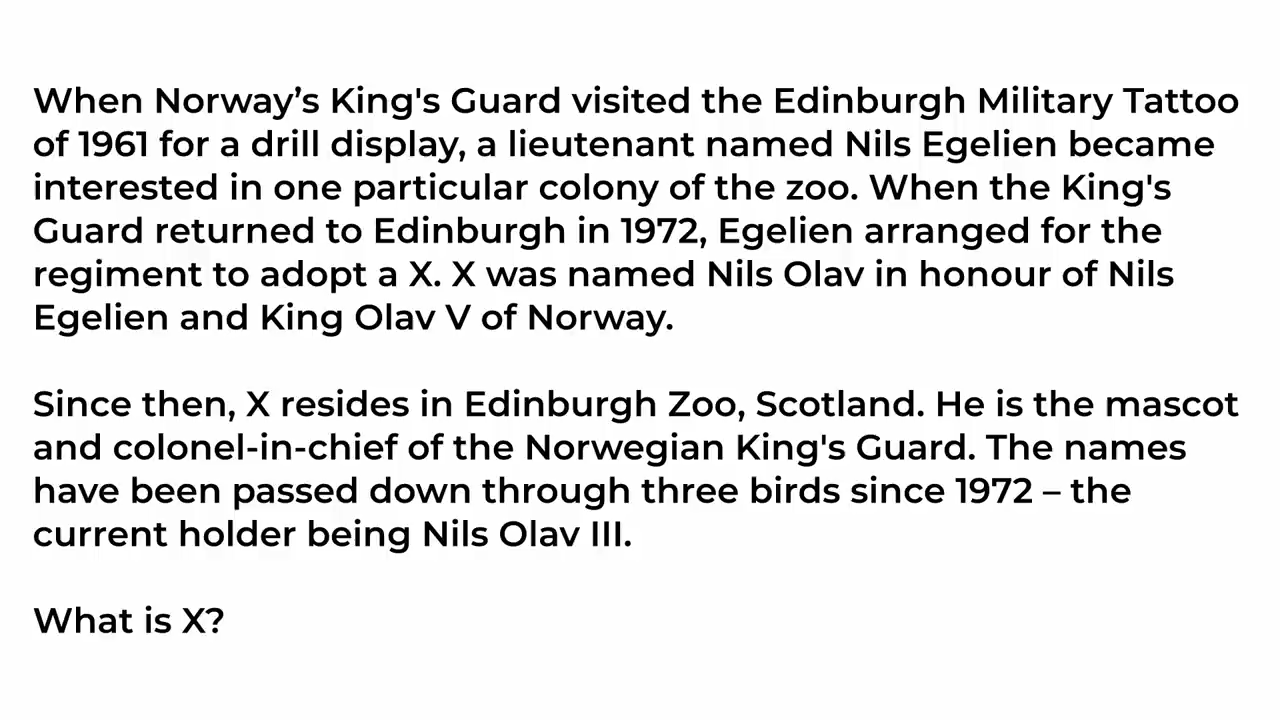 When Norway’s King's Guard visited the Edinburgh Military Tattoo
of 1961 for a drill display, a lieutenant named Nils Egelien became
interested in one particular colony of the zoo. When the King's
Guard returned to Edinburgh in 1972, Egelien arranged for the
regiment to adopt a X. X was named Nils Olav in honour of Nils
Egelien and King Olav V of Norway.
Since then, X resides in Edinburgh Zoo, Scotland. He is the mascot
and colonel-in-chief of the Norwegian King's Guard. The names
have been passed down through three birds since 1972 – the
current holder being Nils Olav III.
What is X?